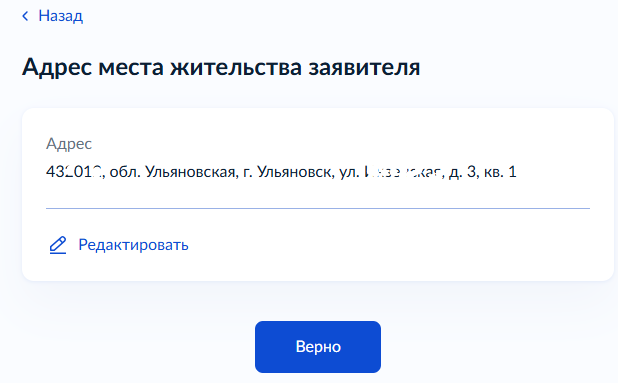 Назад
Адрес места жительства заявителя
Адрес
обл. Ульяновская, г. Ульяновск, ул. д. 3, кв. 1
Редактировать
Верно